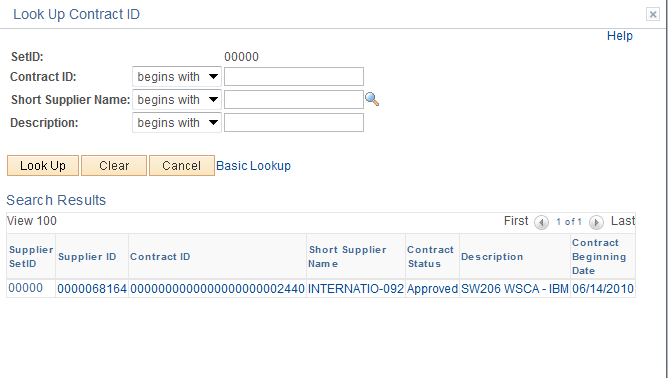 Look Up Contract ID
Help
SetID: 00000
Contract ID: begins with
Short Supplier Name: begins with
Description: begins with
Look Up Clear Cancel Basic Lookup
Search Results
View 100 First 1 of 1 Last
Supplier SetID Supplier ID Contract ID Short Supplier Name Contract Status Description Contract Beginning Date
00000 0000068164 0000000000000000000002440 INTERNATIO-092 Approved SW206 WSCA - IBM 06/14/2010